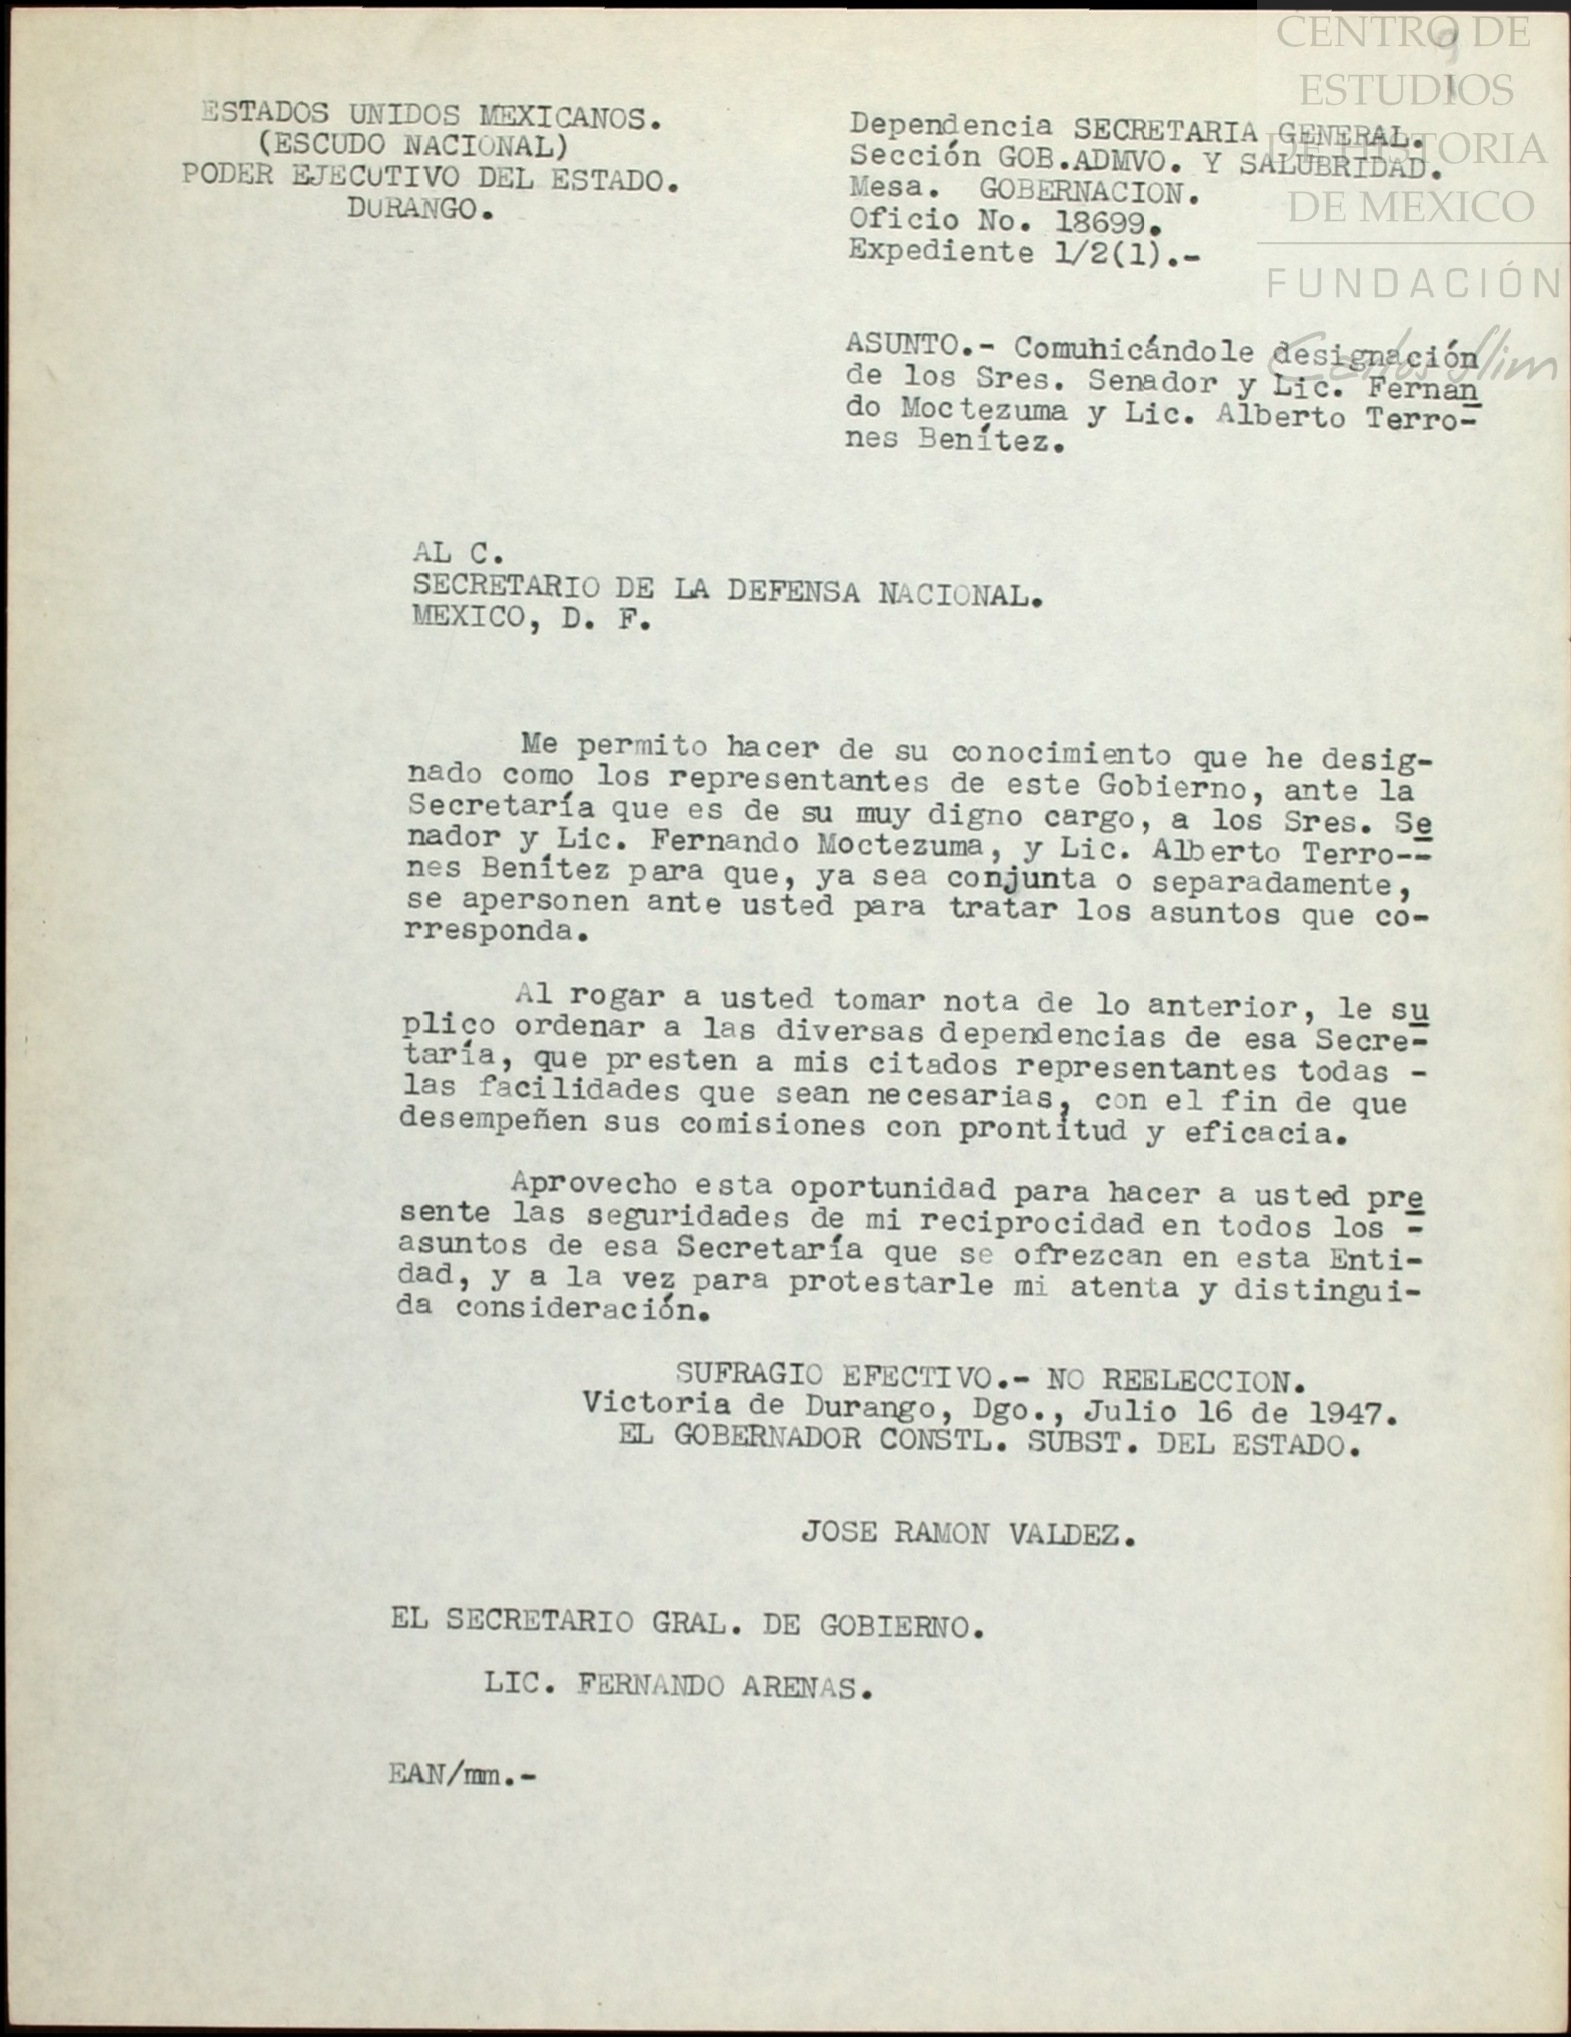 CENTRO DE
ESTUDIOS
DE HISTORIA
DE MEXICO
FUNDACIÓN
Carlos Slim
ESTADOS UNIDOS MEXICANOS.
(ESCUDO NACIONAL)
PODER EJECUTIVO DEL ESTADO.
DURANGO.
Dependencia SECRETARIA GENERAL.
Sección GOB.ADMVO. Y SALUBRIDAD.
Mesa. GOBERNACION.
Oficio No. 18699.
Expediente 1/2(1).-
ASUNTO.- Comunicándole designación
de los Sres. Senador y Lic. Fernan
do Moctezuma y Lic. Alberto Terro-
nes Benítez.
AL C.
SECRETARIO DE LA DEFENSA NACIONAL.
MEXICO, D. F.
Me permito hacer de su conocimiento que he desig-
nado como los representantes de este Gobierno, ante la
Secretaría que es de su muy digno cargo, a los Sres. Se
nador y Lic. Fernando Moctezuma, y Lic. Alberto Terro--
nes Benítez para que, ya sea conjunta o separadamente,
se apersonen ante usted para tratar los asuntos que co-
rresponda.
Al rogar a usted tomar nota de lo anterior, le su
plico ordenar a las diversas dependencias de esa Secre-
taría, que presten a mis citados representantes todas -
las facilidades que sean necesarias, con el fin de que
desempeñen sus comisiones con prontitud y eficacia.
Aprovecho esta oportunidad para hacer a usted pre
sente las seguridades de mi reciprocidad en todos los -
asuntos de esa Secretaría que se ofrezcan en esta Enti-
dad, y a la vez para protestarle mi atenta y distingui-
da consideración.
SUFRAGIO EFECTIVO.- NO REELECCION.
Victoria de Durango, Dgo., Julio 16 de 1947.
EL GOBERNADOR CONSTL. SUBST. DEL ESTADO.
JOSE RAMON VALDEZ.
EL SECRETARIO GRAL. DE GOBIERNO.
LIC. FERNANDO ARENAS.
EAN/mm.-